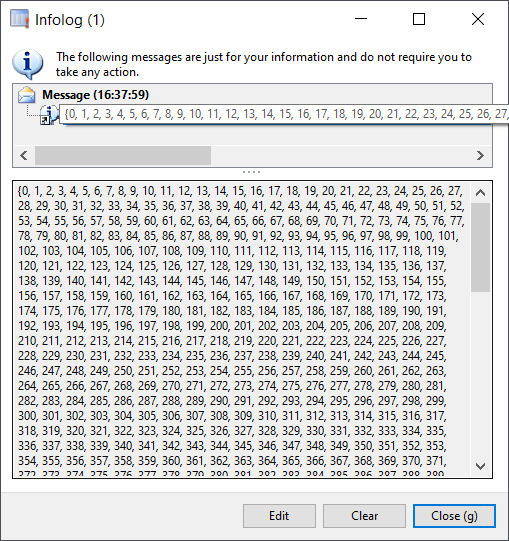 Infolog (1)
The following messages are just for your information and do not require you to
take any action.
Message (16:37:59)
{0, 1, 2, 3, 4, 5, 6, 7, 8, 9, 10, 11, 12, 13, 14, 15, 16, 17, 18, 19, 20, 21, 22, 23, 24, 25, 26, 27,
{0, 1, 2, 3, 4, 5, 6, 7, 8, 9, 10, 11, 12, 13, 14, 15, 16, 17, 18, 19, 20, 21, 22, 23, 24, 25, 26, 27,
28, 29, 30, 31, 32, 33, 34, 35, 36, 37, 38, 39, 40, 41, 42, 43, 44, 45, 46, 47, 48, 49, 50, 51, 52,
53, 54, 55, 56, 57, 58, 59, 60, 61, 62, 63, 64, 65, 66, 67, 68, 69, 70, 71, 72, 73, 74, 75, 76, 77,
78, 79, 80, 81, 82, 83, 84, 85, 86, 87, 88, 89, 90, 91, 92, 93, 94, 95, 96, 97, 98, 99, 100, 101,
102, 103, 104, 105, 106, 107, 108, 109, 110, 111, 112, 113, 114, 115, 116, 117, 118, 119,
120, 121, 122, 123, 124, 125, 126, 127, 128, 129, 130, 131, 132, 133, 134, 135, 136, 137,
138, 139, 140, 141, 142, 143, 144, 145, 146, 147, 148, 149, 150, 151, 152, 153, 154, 155,
156, 157, 158, 159, 160, 161, 162, 163, 164, 165, 166, 167, 168, 169, 170, 171, 172, 173,
174, 175, 176, 177, 178, 179, 180, 181, 182, 183, 184, 185, 186, 187, 188, 189, 190, 191,
192, 193, 194, 195, 196, 197, 198, 199, 200, 201, 202, 203, 204, 205, 206, 207, 208, 209,
210, 211, 212, 213, 214, 215, 216, 217, 218, 219, 220, 221, 222, 223, 224, 225, 226, 227,
228, 229, 230, 231, 232, 233, 234, 235, 236, 237, 238, 239, 240, 241, 242, 243, 244, 245,
246, 247, 248, 249, 250, 251, 252, 253, 254, 255, 256, 257, 258, 259, 260, 261, 262, 263,
264, 265, 266, 267, 268, 269, 270, 271, 272, 273, 274, 275, 276, 277, 278, 279, 280, 281,
282, 283, 284, 285, 286, 287, 288, 289, 290, 291, 292, 293, 294, 295, 296, 297, 298, 299,
300, 301, 302, 303, 304, 305, 306, 307, 308, 309, 310, 311, 312, 313, 314, 315, 316, 317,
318, 319, 320, 321, 322, 323, 324, 325, 326, 327, 328, 329, 330, 331, 332, 333, 334, 335,
336, 337, 338, 339, 340, 341, 342, 343, 344, 345, 346, 347, 348, 349, 350, 351, 352, 353,
354, 355, 356, 357, 358, 359, 360, 361, 362, 363, 364, 365, 366, 367, 368, 369, 370, 371,
372, 373, 374, 375, 376, 377, 378, 379, 380, 381, 382, 383, 384, 385, 386, 387, 388, 389,
Edit
Clear
Close (g)